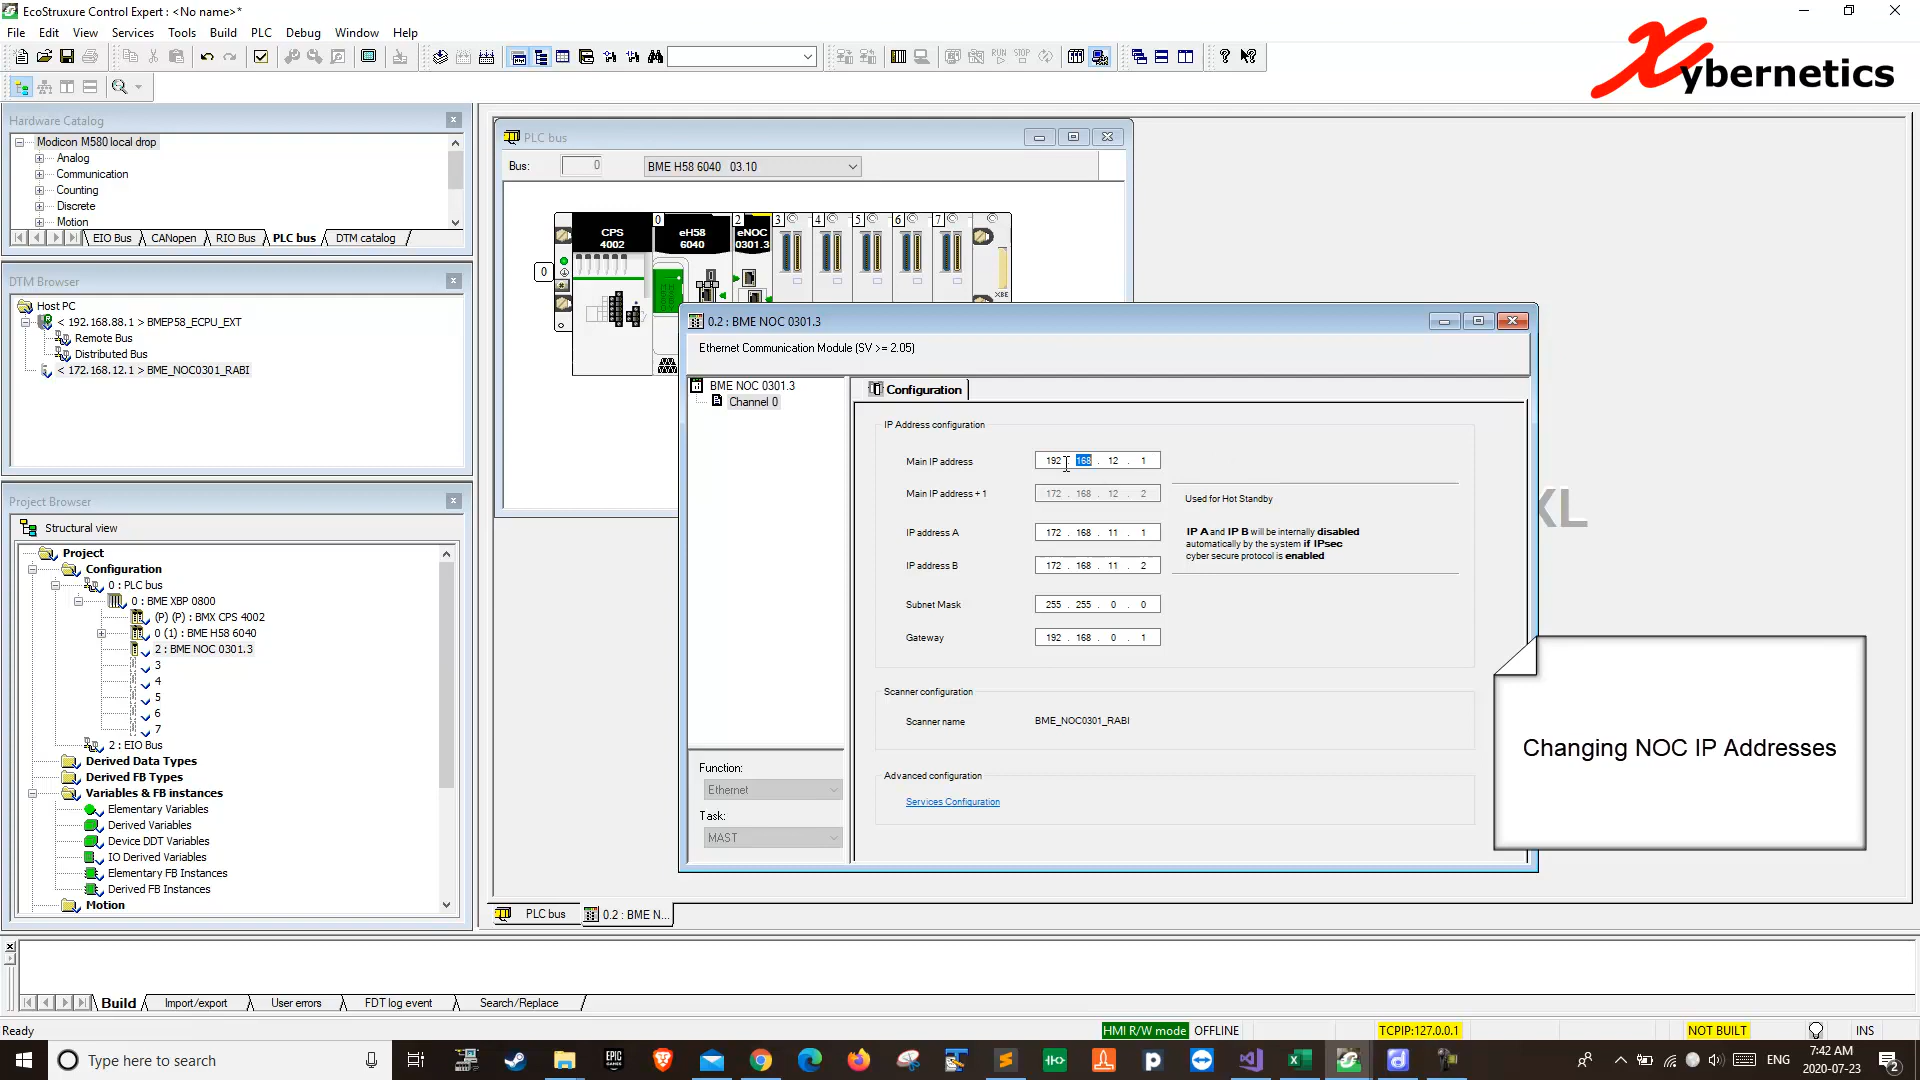 EcoStruxure Control Expert : <No name>*
File Edit View Services Tools Build PLC Debug Window Help
Xybernetics
Hardware Catalog
Modicon M580 local drop
Analog
Communication
Counting
Discrete
Motion
EIO Bus CANopen RIO Bus PLC bus DTM catalog
DTM Browser
Host PC
< 192.168.88.1 > BMEP58_ECPU_EXT
Remote Bus
Distributed Bus
< 172.168.12.1 > BME_NOC0301_RABI
Project Browser
Structural view
Project
Configuration
0 : PLC bus
0 : BME XBP 0800
(P) (P) : BMX CPS 4002
0 (1) : BME H58 6040
2 : BME NOC 0301.3
3
4
5
6
7
2 : EIO Bus
Derived Data Types
Derived FB Types
Variables & FB instances
Elementary Variables
Derived Variables
Device DDT Variables
IO Derived Variables
Elementary FB Instances
Derived FB Instances
Motion
PLC bus
Bus: 0 BME H58 6040 03.10
0
CPS 4002
0
eH58 6040
2
eNOC 0301.3
3 4 5 6 7
XBE
XL
0.2 : BME NOC 0301.3
Ethernet Communication Module (SV >= 2.05)
BME NOC 0301.3
Channel 0
Configuration
IP Address configuration
Main IP address 192 . 168 . 12 . 1
Main IP address + 1 172 . 168 . 12 . 2
Used for Hot Standby
IP address A 172 . 168 . 11 . 1
IP A and IP B will be internally disabled
automatically by the system if IPsec
cyber secure protocol is enabled
IP address B 172 . 168 . 11 . 2
Subnet Mask 255 . 255 . 0 . 0
Gateway 192 . 168 . 0 . 1
Scanner configuration
Scanner name BME_NOC0301_RABI
Advanced configuration
Services Configuration
Function:
Ethernet
Task:
MAST
Changing NOC IP Addresses
PLC bus 0.2 : BME N...
Build Import/export User errors FDT log event Search/Replace
Ready HMI R/W mode OFFLINE TCPIP:127.0.0.1 NOT BUILT INS
Type here to search
ENG
7:42 AM
2020-07-23
2